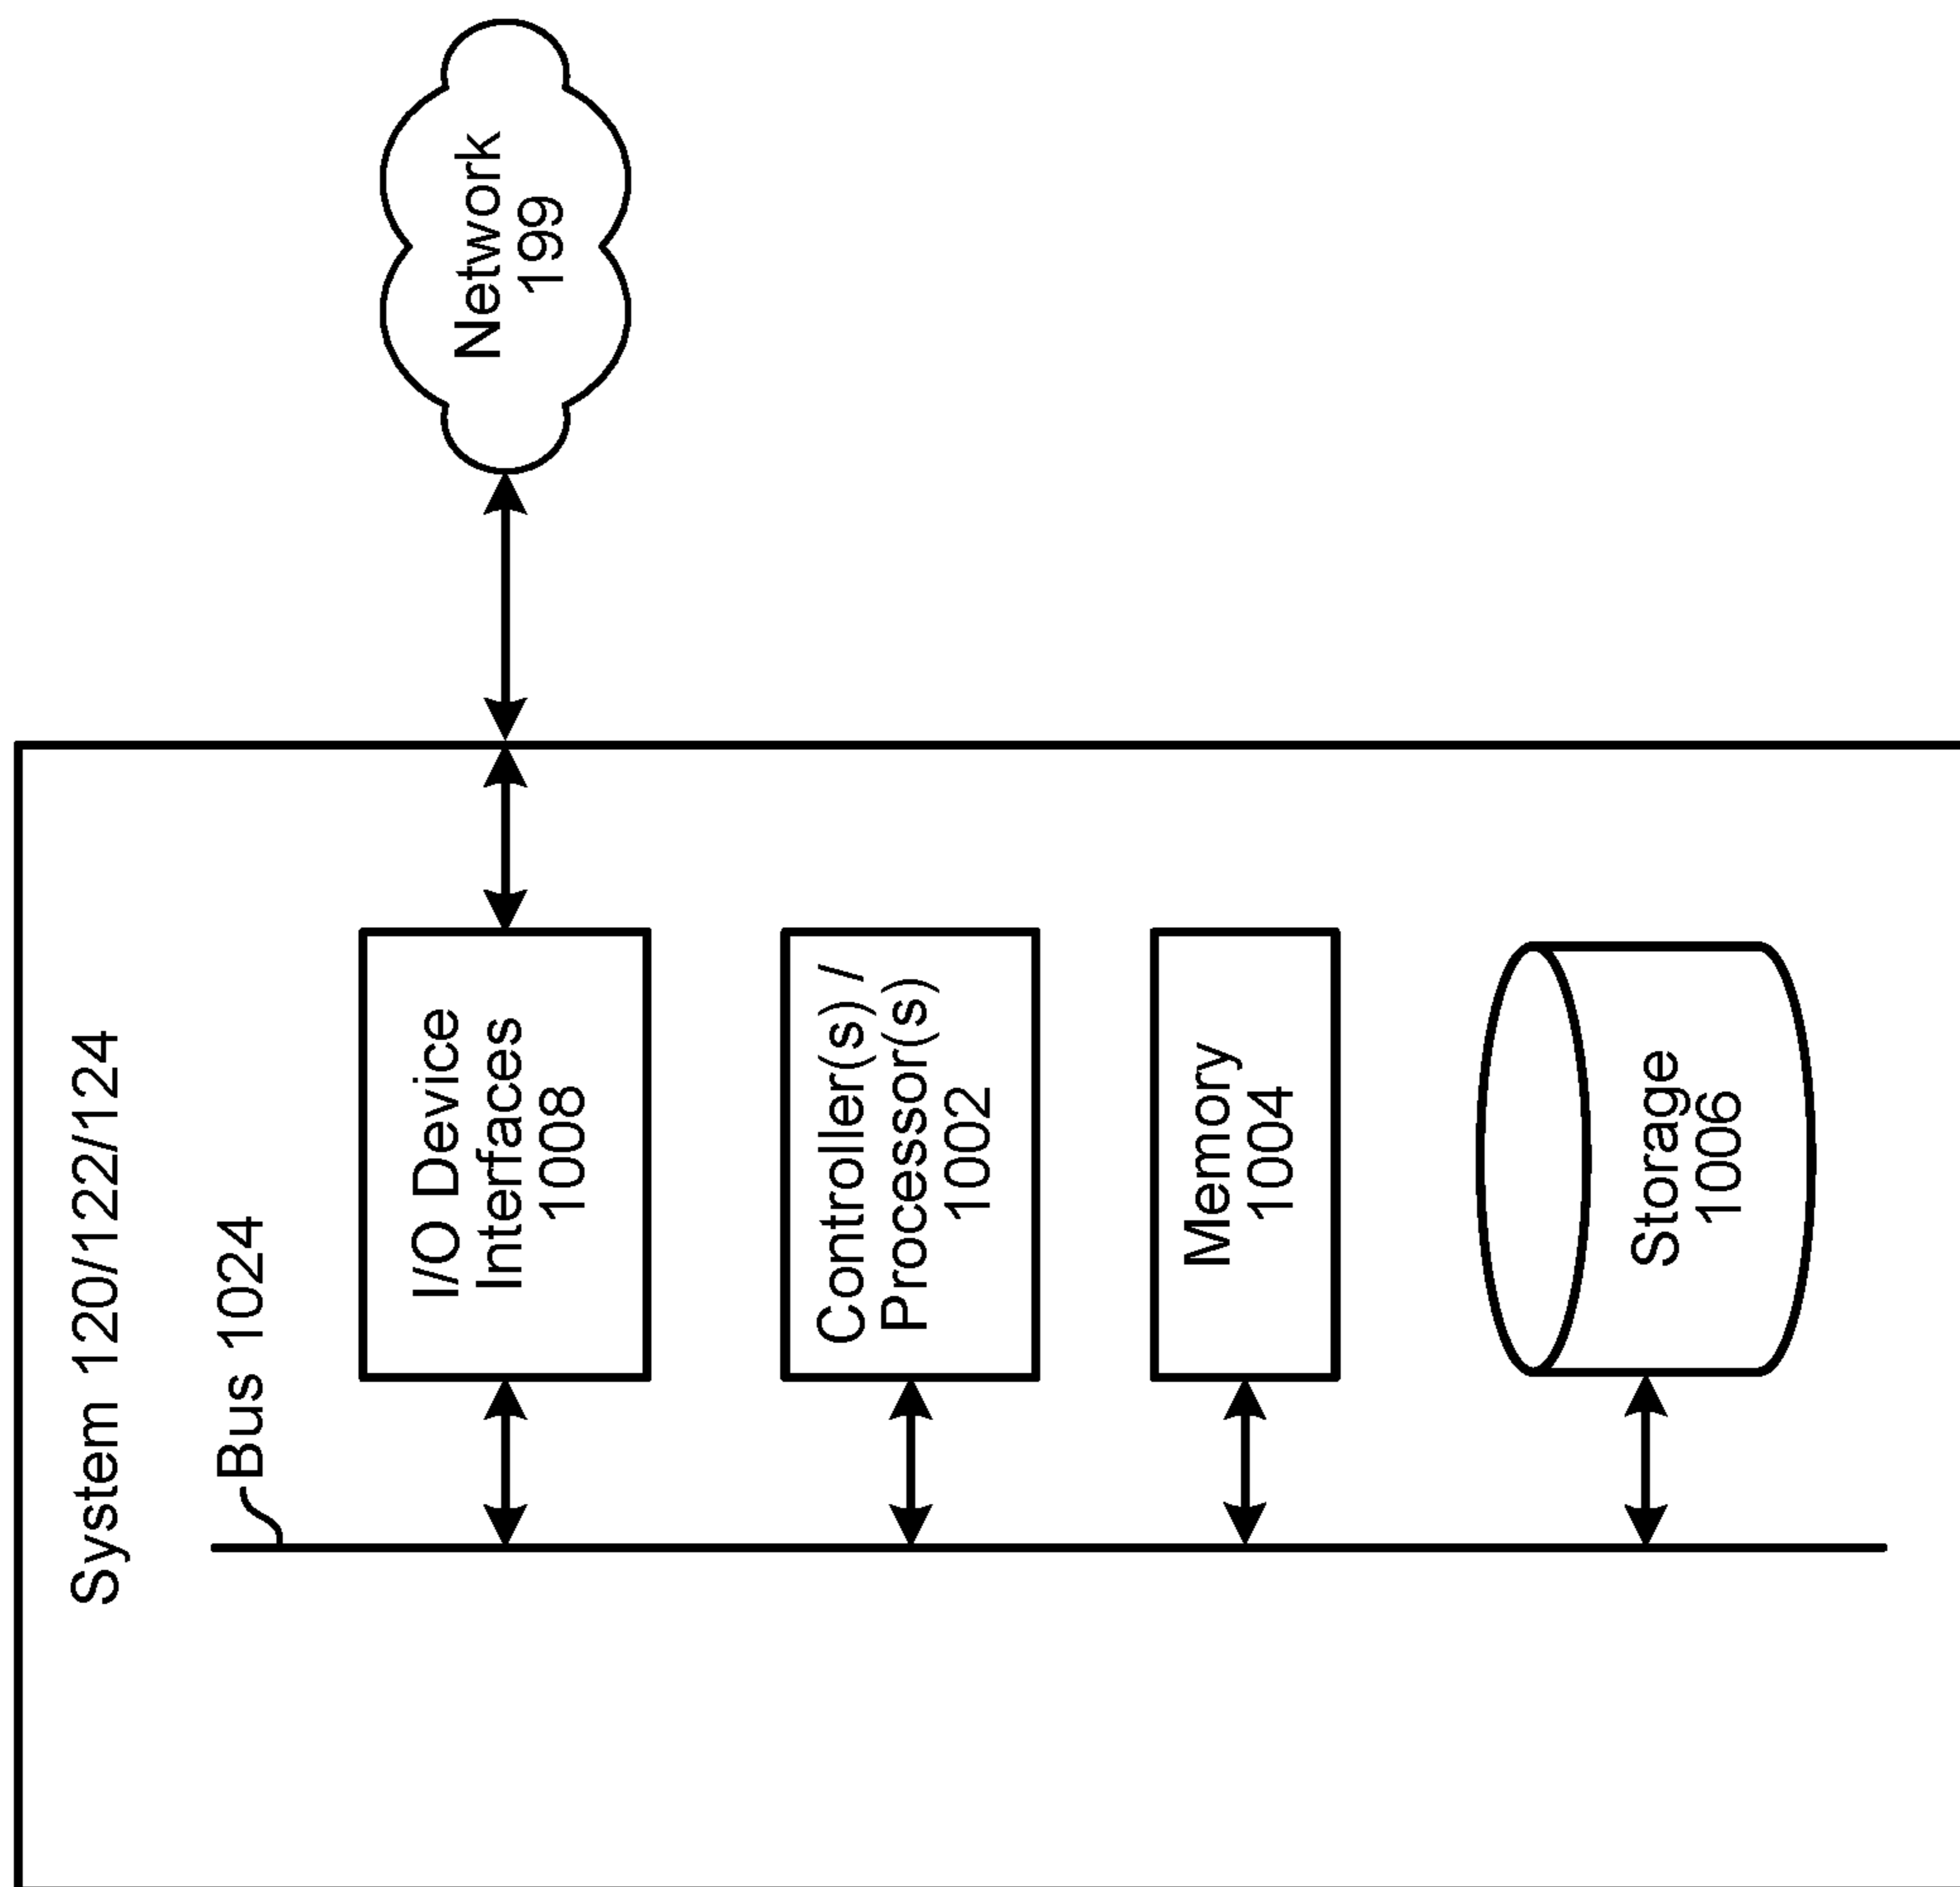 System 120/122/124
Bus 1024
I/O Device
Interfaces
1008
Controller(s) /
Processor(s)
1002
Memory
1004
Storage
1006
Network
199